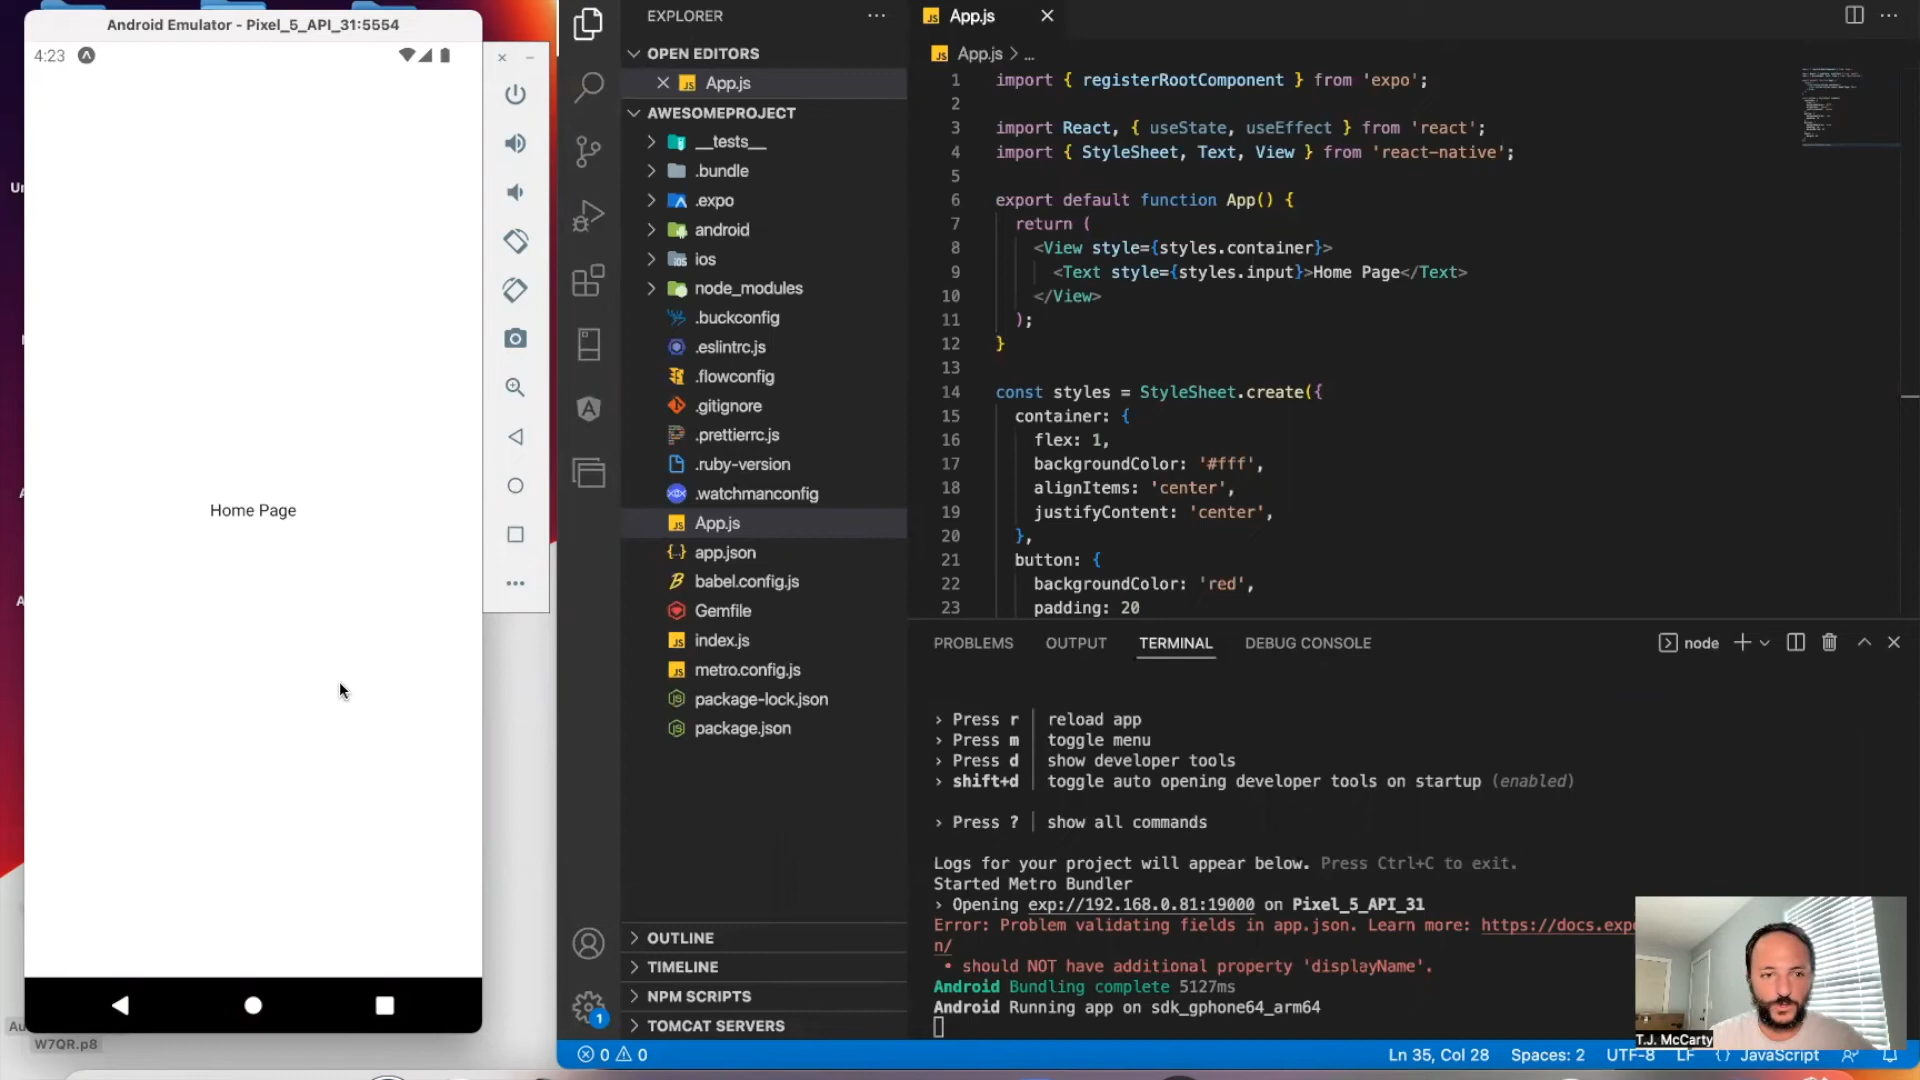 Android Emulator - Pixel_5_API_31:5554
4:23
Home Page
W7QR.p8
EXPLORER
OPEN EDITORS
App.js
AWESOMEPROJECT
__tests__
.bundle
.expo
android
ios
node_modules
.buckconfig
.eslintrc.js
.flowconfig
.gitignore
.prettierrc.js
.ruby-version
.watchmanconfig
App.js
app.json
babel.config.js
Gemfile
index.js
metro.config.js
package-lock.json
package.json
OUTLINE
TIMELINE
NPM SCRIPTS
TOMCAT SERVERS
1
App.js
App.js > ...
1 import { registerRootComponent } from 'expo';
2
3 import React, { useState, useEffect } from 'react';
4 import { StyleSheet, Text, View } from 'react-native';
5
6 export default function App() {
7 return (
8 <View style={styles.container}>
9 <Text style={styles.input}>Home Page</Text>
10 </View>
11 );
12 }
13
14 const styles = StyleSheet.create({
15 container: {
16 flex: 1,
17 backgroundColor: '#fff',
18 alignItems: 'center',
19 justifyContent: 'center',
20 },
21 button: {
22 backgroundColor: 'red',
23 padding: 20
PROBLEMS OUTPUT TERMINAL DEBUG CONSOLE node
› Press r │ reload app
› Press m │ toggle menu
› Press d │ show developer tools
› shift+d │ toggle auto opening developer tools on startup (enabled)
› Press ? │ show all commands
Logs for your project will appear below. Press Ctrl+C to exit.
Started Metro Bundler
› Opening exp://192.168.0.81:19000 on Pixel_5_API_31
Error: Problem validating fields in app.json. Learn more: https://docs.expo
n/
• should NOT have additional property 'displayName'.
Android Bundling complete 5127ms
Android Running app on sdk_gphone64_arm64
T.J. McCarty
0 0 Ln 35, Col 28 Spaces: 2 UTF-8 LF {} JavaScript